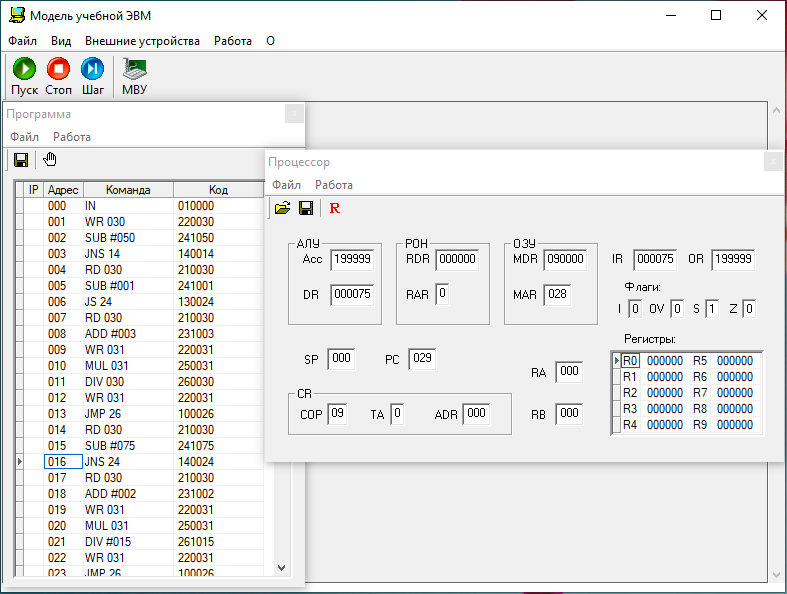 Модель учебной ЭВМ
Файл Вид Внешние устройства Работа О
Пуск Стоп Шаг МВУ
Программа
Файл Работа
IP Адрес Команда Код
000 IN 010000
001 WR 030 220030
002 SUB #050 241050
003 JNS 14 140014
004 RD 030 210030
005 SUB #001 241001
006 JS 24 130024
007 RD 030 210030
008 ADD #003 231003
009 WR 031 220031
010 MUL 031 250031
011 DIV 030 260030
012 WR 031 220031
013 JMP 26 100026
014 RD 030 210030
015 SUB #075 241075
016 JNS 24 140024
017 RD 030 210030
018 ADD #002 231002
019 WR 031 220031
020 MUL 031 250031
021 DIV #015 261015
022 WR 031 220031
023 JMP 26 100026
Процессор
Файл Работа
R
АЛУ РОН ОЗУ
Acc 199999 RDR 000000 MDR 090000 IR 000075 OR 199999
DR 000075 RAR 0 MAR 028
Флаги:
I 0 OV 0 S 1 Z 0
SP 000 PC 029
Регистры:
RA 000
R0 000000 R5 000000
R1 000000 R6 000000
R2 000000 R7 000000
R3 000000 R8 000000
R4 000000 R9 000000
CR
COP 09 TA 0 ADR 000 RB 000